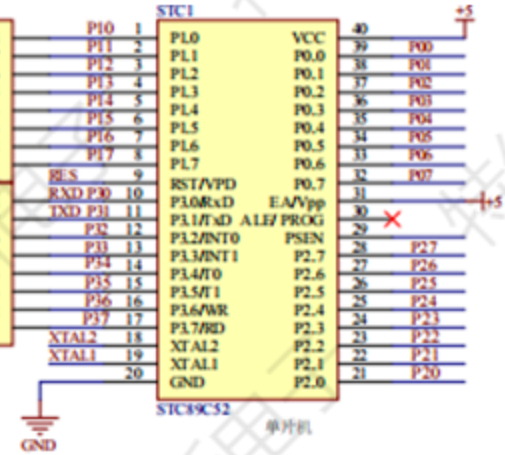 STC1
+5
P10 1 P1.0 VCC 40
P11 2 P1.1 P0.0 39 P00
P12 3 P1.2 P0.1 38 P01
P13 4 P1.3 P0.2 37 P02
P14 5 P1.4 P0.3 36 P03
P15 6 P1.5 P0.4 35 P04
P16 7 P1.6 P0.5 34 P05
P17 8 P1.7 P0.6 33 P06
RES 9 RST/VPD P0.7 32 P07
RXD P30 10 P3.0/RxD EA/Vpp 31 +5
TXD P31 11 P3.1/TxD ALE/PROG 30
P32 12 P3.2/INT0 PSEN 29
P33 13 P3.3/INT1 P2.7 28 P27
P34 14 P3.4/T0 P2.6 27 P26
P35 15 P3.5/T1 P2.5 26 P25
P36 16 P3.6/WR P2.4 25 P24
P37 17 P3.7/RD P2.3 24 P23
XTAL2 18 XTAL2 P2.2 23 P22
XTAL1 19 XTAL1 P2.1 22 P21
20 GND P2.0 21 P20
STC89C52
单片机
GND